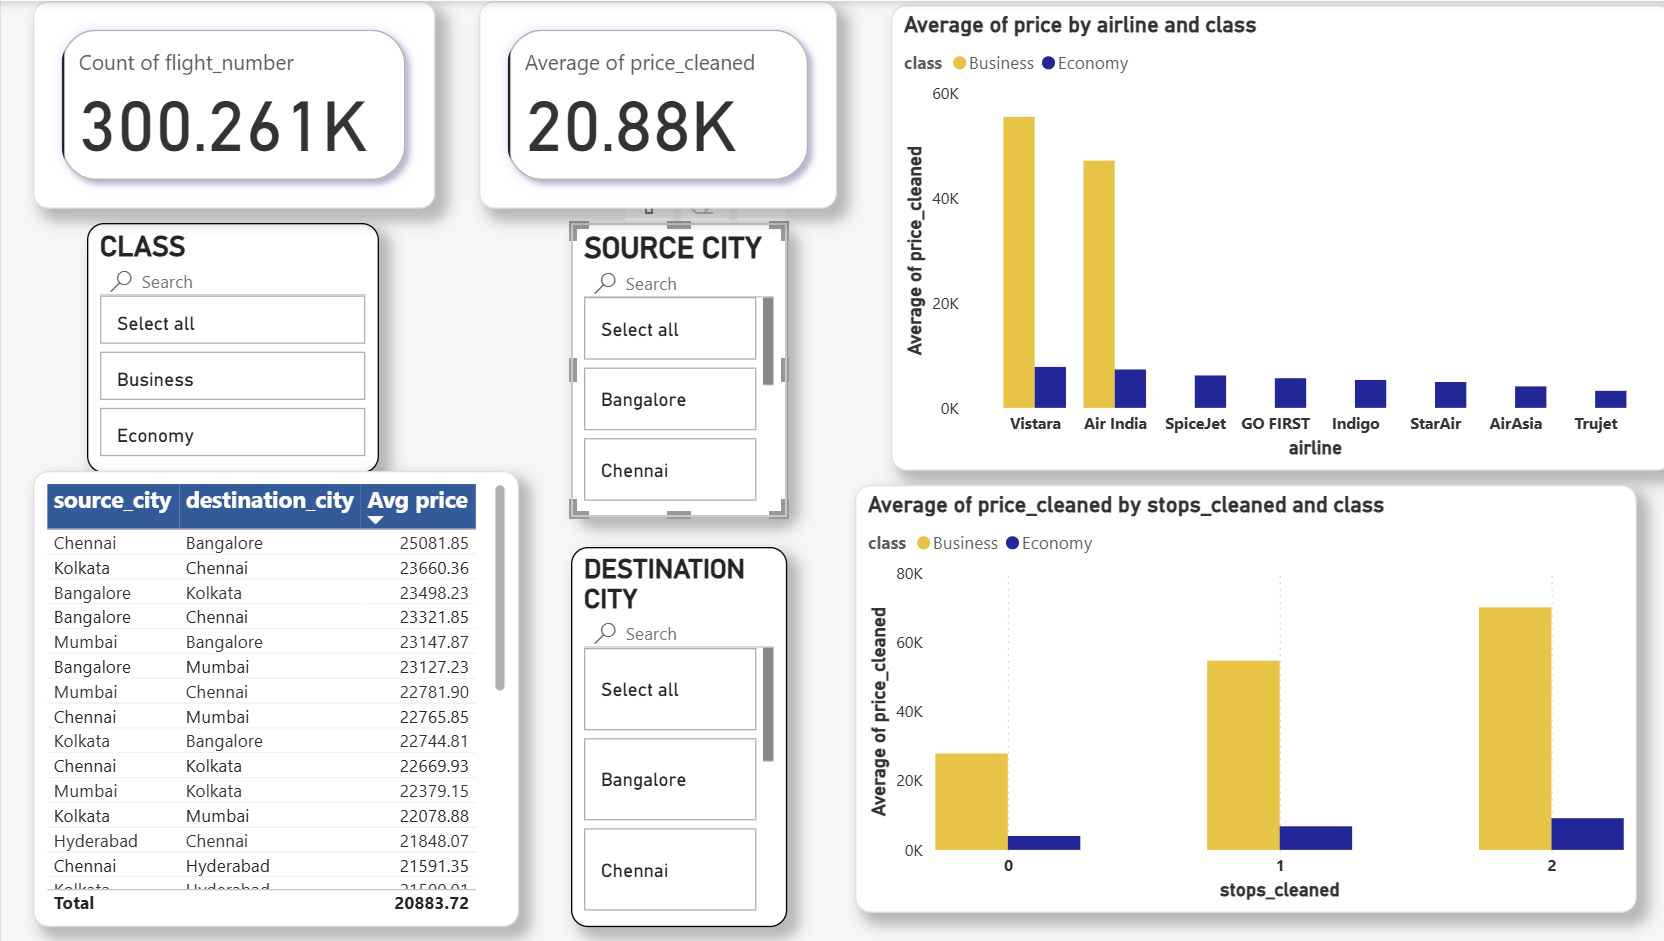 Count of flight_number
300.261K
Average of price_cleaned
20.88K
CLASS
Search
Select all
Business
Economy
SOURCE CITY
Search
Select all
Bangalore
Chennai
DESTINATION
CITY
Search
Select all
Bangalore
Chennai
source_city destination_city Avg price
Chennai Bangalore 25081.85
Kolkata Chennai 23660.36
Bangalore Kolkata 23498.23
Bangalore Chennai 23321.85
Mumbai Bangalore 23147.87
Bangalore Mumbai 23127.23
Mumbai Chennai 22781.90
Chennai Mumbai 22765.85
Kolkata Bangalore 22744.81
Chennai Kolkata 22669.93
Mumbai Kolkata 22379.15
Kolkata Mumbai 22078.88
Hyderabad Chennai 21848.07
Chennai Hyderabad 21591.35
Kolkata Hyderabad
Total 20883.72
Average of price by airline and class
class Business Economy
Average of price_cleaned
60K
40K
20K
0K
Vistara Air India SpiceJet GO FIRST Indigo StarAir AirAsia Trujet
airline
Average of price_cleaned by stops_cleaned and class
class Business Economy
Average of price_cleaned
80K
60K
40K
20K
0K
0 1 2
stops_cleaned